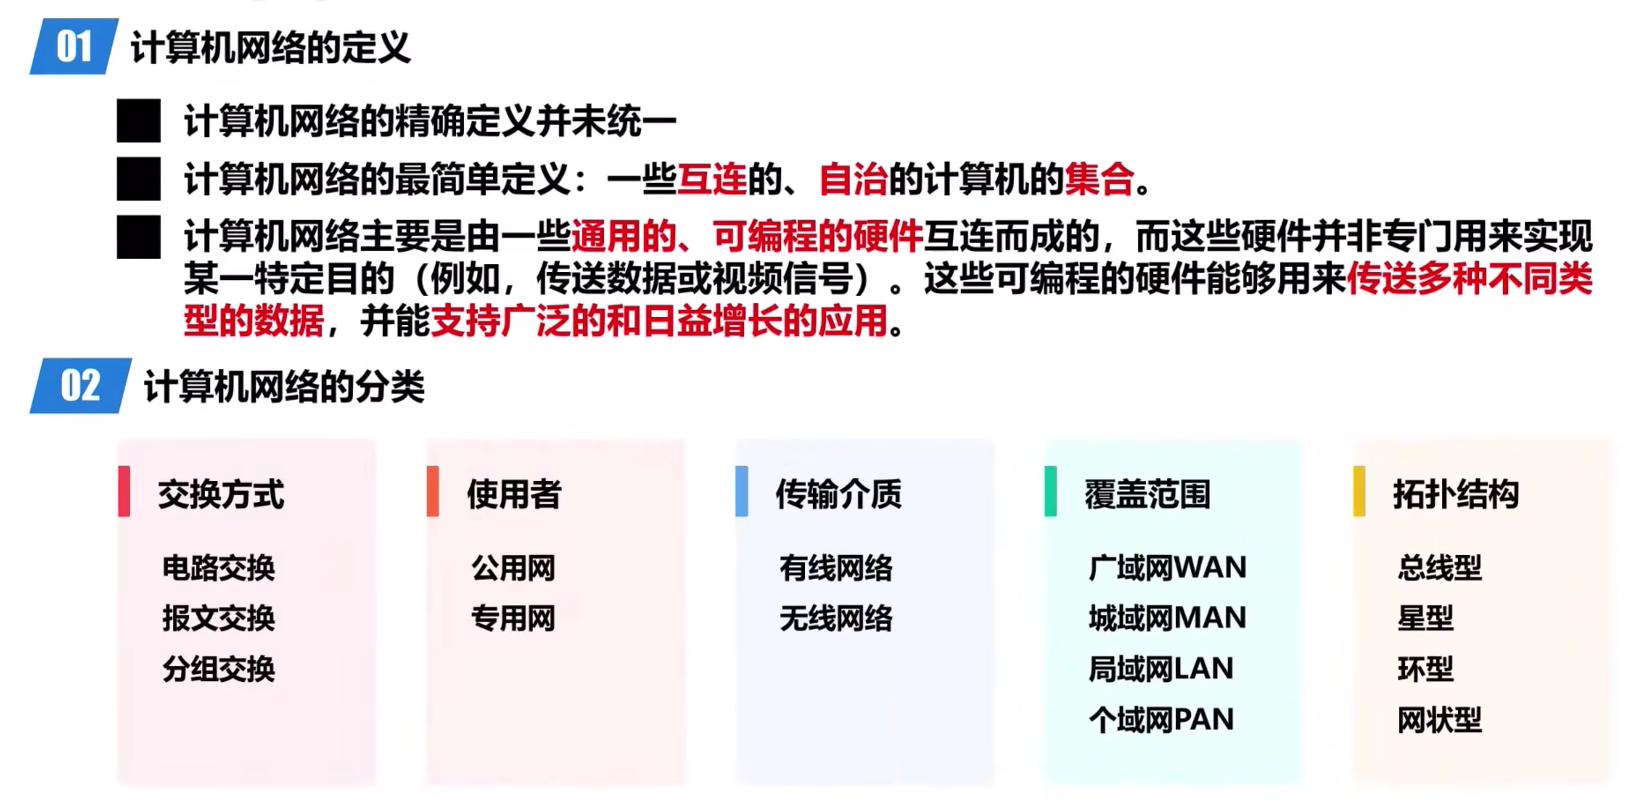 01 计算机网络的定义
计算机网络的精确定义并未统一
计算机网络的最简单定义：一些互连的、自治的计算机的集合。
计算机网络主要是由一些通用的、可编程的硬件互连而成的，而这些硬件并非专门用来实现
某一特定目的（例如，传送数据或视频信号）。这些可编程的硬件能够用来传送多种不同类
型的数据，并能支持广泛的和日益增长的应用。
02 计算机网络的分类
交换方式
电路交换
报文交换
分组交换
使用者
公用网
专用网
传输介质
有线网络
无线网络
覆盖范围
广域网WAN
城域网MAN
局域网LAN
个域网PAN
拓扑结构
总线型
星型
环型
网状型